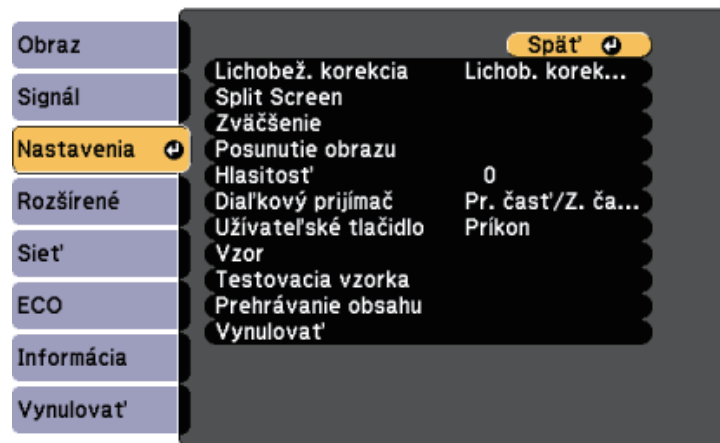 Obraz
Signál
Nastavenia
Rozšírené
Sieť
ECO
Informácia
Vynulovať
Späť
Lichobež. korekcia Lichob. korek...
Split Screen
Zväčšenie
Posunutie obrazu
Hlasitosť 0
Diaľkový prijímač Pr. časť/Z. ča...
Užívateľské tlačidlo Príkon
Vzor
Testovacia vzorka
Prehrávanie obsahu
Vynulovať